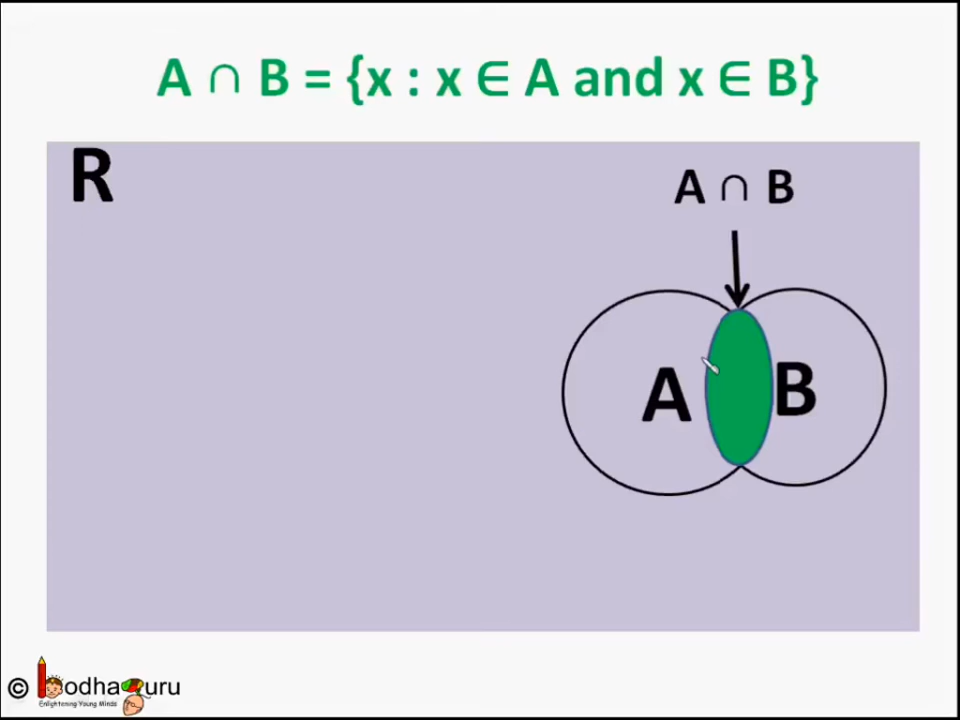 A ∩ B = {x : x ∈ A and x ∈ B}
R
A ∩ B
A B
© bodhaGuru
Enlightening Young Minds